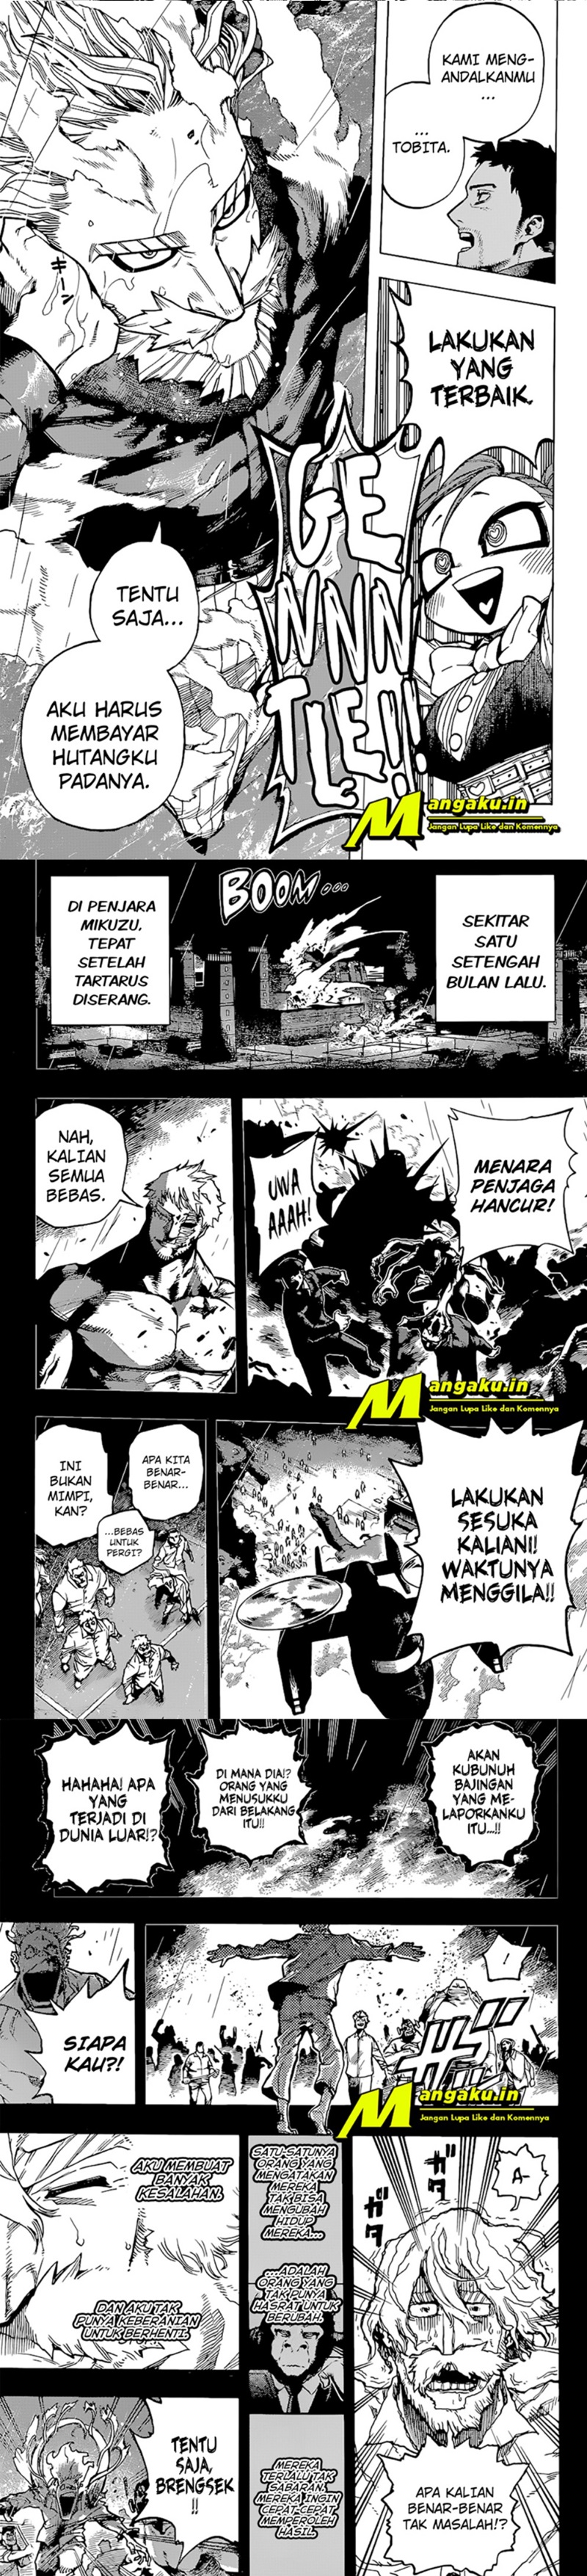 KAMI MENG-
ANDALKANMU
...
...
TOBITA.
LAKUKAN
YANG
TERBAIK.
キーン
GE
NNN
TLE!!
TENTU
SAJA...
AKU HARUS
MEMBAYAR
HUTANGKU
PADANYA.
Mangaku.in
Jangan Lupa Like dan Komennya
BOOM...
SEKITAR
SATU
SETENGAH
BULAN LALU.
DI PENJARA
MIKUZU,
TEPAT
SETELAH
TARTARUS
DISERANG.
MENARA
PENJAGA
HANCUR!
UWA
AAAH!
NAH,
KALIAN
SEMUA
BEBAS.
Mangaku.in
Jangan Lupa Like dan Komennya
LAKUKAN
SESUKA
KALIAN!!
WAKTUNYA
MENGGILA!!
APA KITA
BENAR-
BENAR...
...BEBAS
UNTUK
PERGI?
INI
BUKAN
MIMPI,
KAN?
AKAN
KUBUNUH
BAJINGAN
YANG ME-
LAPORKANKU
ITU...!!
DI MANA DIA!?
ORANG YANG
MENUSUKKU
DARI BELAKANG
ITU!!
HAHAHA! APA
YANG
TERJADI DI
DUNIA LUAR!?
!
SIAPA
KAU?!
Mangaku.in
Jangan Lupa Like dan Komennya
A-
ガタ
ガタ
APA KALIAN
BENAR-BENAR
TAK MASALAH!?
SATU-SATUNYA
ORANG YANG
MENGATAKAN
MEREKA
TAK BISA
MENGUBAH
HIDUP
MEREKA...
...ADALAH
ORANG YANG
TAK PUNYA
HASRAT UNTUK
BERUBAH.
MEREKA
TERLALU TAK
SABARAN.
MEREKA INGIN
CEPAT-CEPAT
MEMPEROLEH
HASIL.
AKU MEMBUAT
BANYAK
KESALAHAN.
DAN AKU TAK
PUNYA KEBERANIAN
UNTUK BERHENTI.
TENTU
SAJA,
BRENGSEK
!!